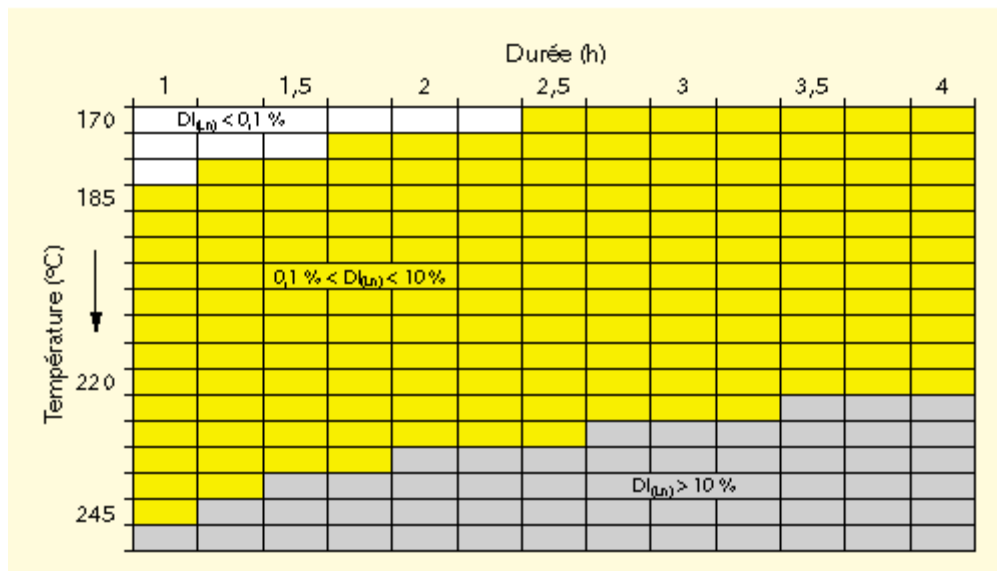 Durée (h)
1 1,5 2 2,5 3 3,5 4
170
DI(Ln) < 0,1 %
185
Température (°C)
0,1 % < DI(Ln) < 10 %
220
DI(Ln) > 10 %
245